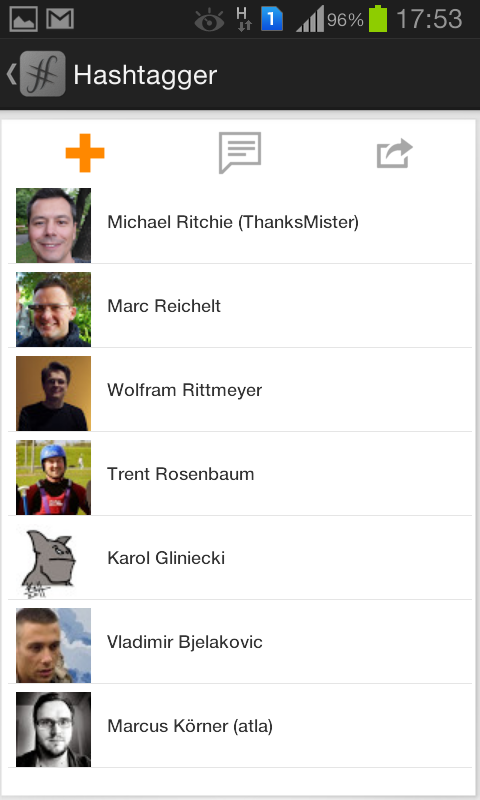 H 1 96% 17:53
Hashtagger
Michael Ritchie (ThanksMister)
Marc Reichelt
Wolfram Rittmeyer
Trent Rosenbaum
Karol Gliniecki
Vladimir Bjelakovic
Marcus Körner (atla)